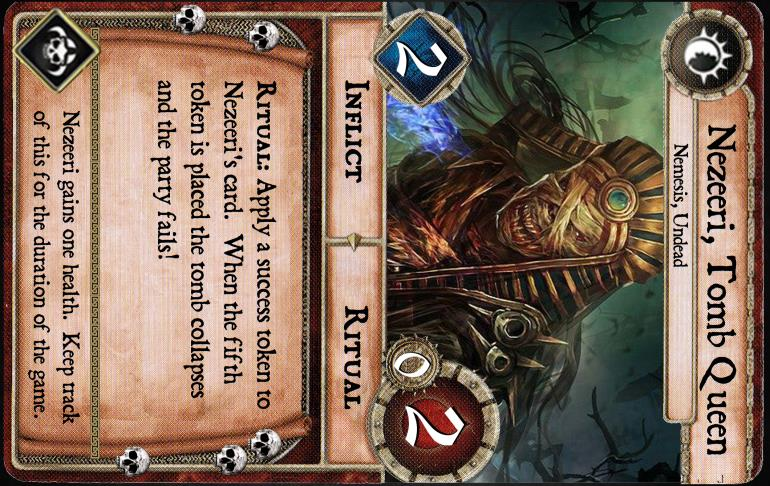 Nezeeri, Tomb Queen
Nemesis, Undead
2
0
2
INFLICT
RITUAL
RITUAL: Apply a success token to
Nezeeri's card. When the fifth
token is placed the tomb collapses
and the party fails!
Nezeeri gains one health. Keep track
of this for the duration of the game.